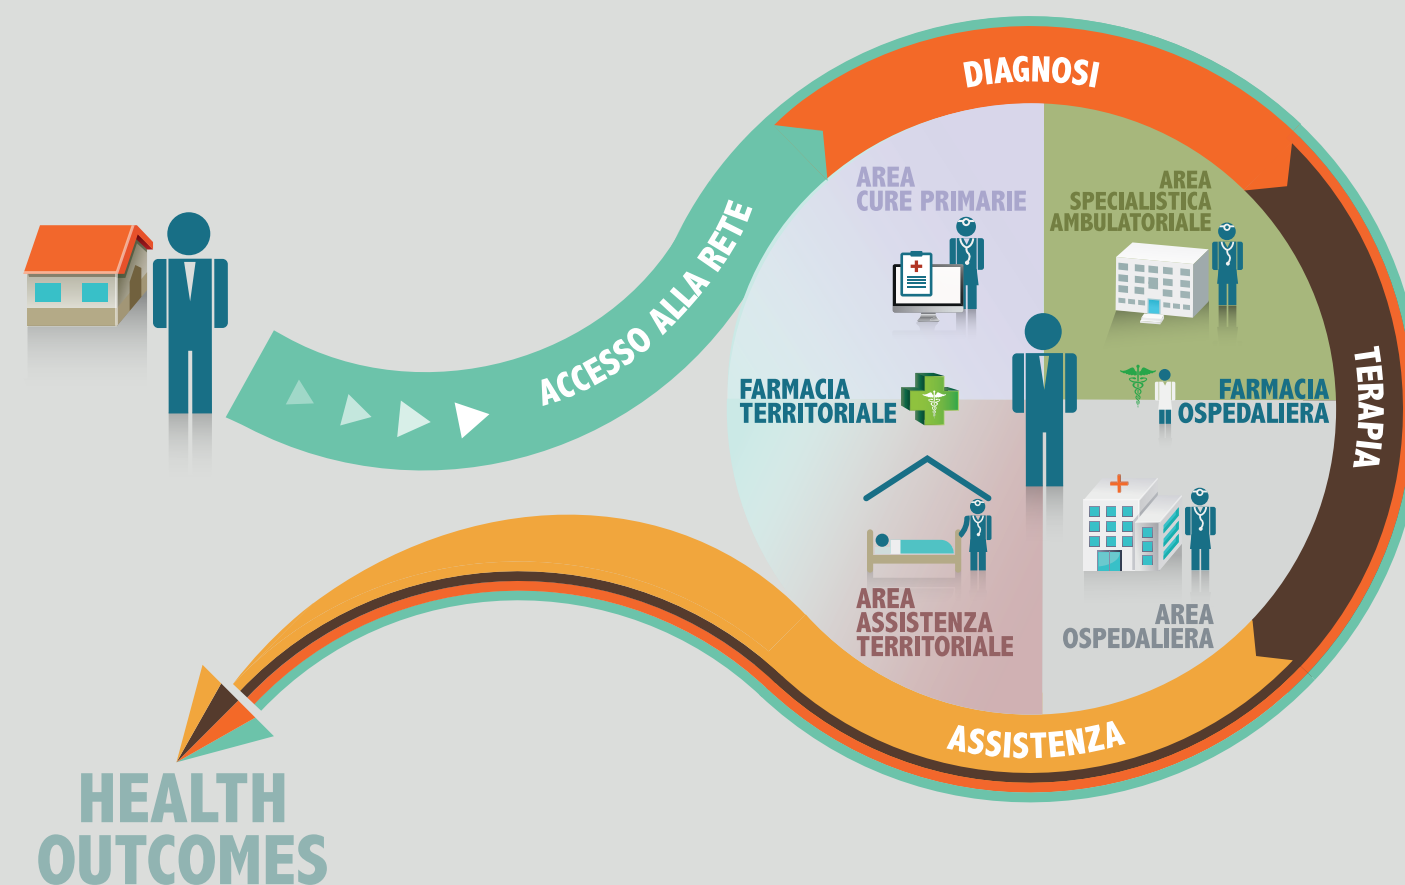 DIAGNOSI
AREA
CURE PRIMARIE
AREA
SPECIALISTICA
AMBULATORIALE
ACCESSO ALLA RETE
TERAPIA
FARMACIA
TERRITORIALE
FARMACIA
OSPEDALIERA
AREA
ASSISTENZA
TERRITORIALE
AREA
OSPEDALIERA
ASSISTENZA
HEALTH
OUTCOMES